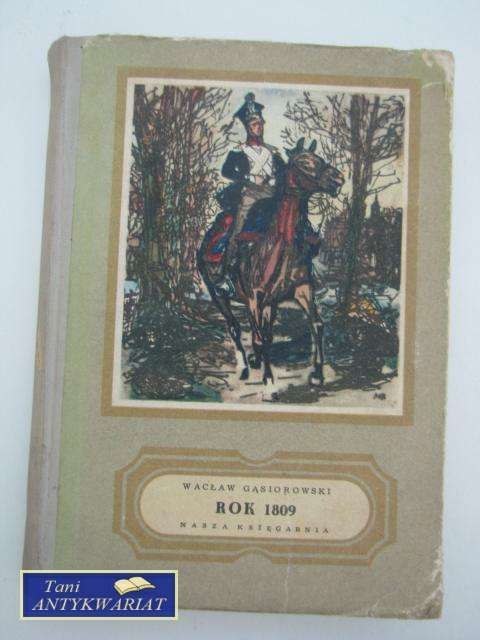 WACŁAW GĄSIOROWSKI
ROK 1809
NASZA KSIĘGARNIA
Tani
ANTYKWARIAT